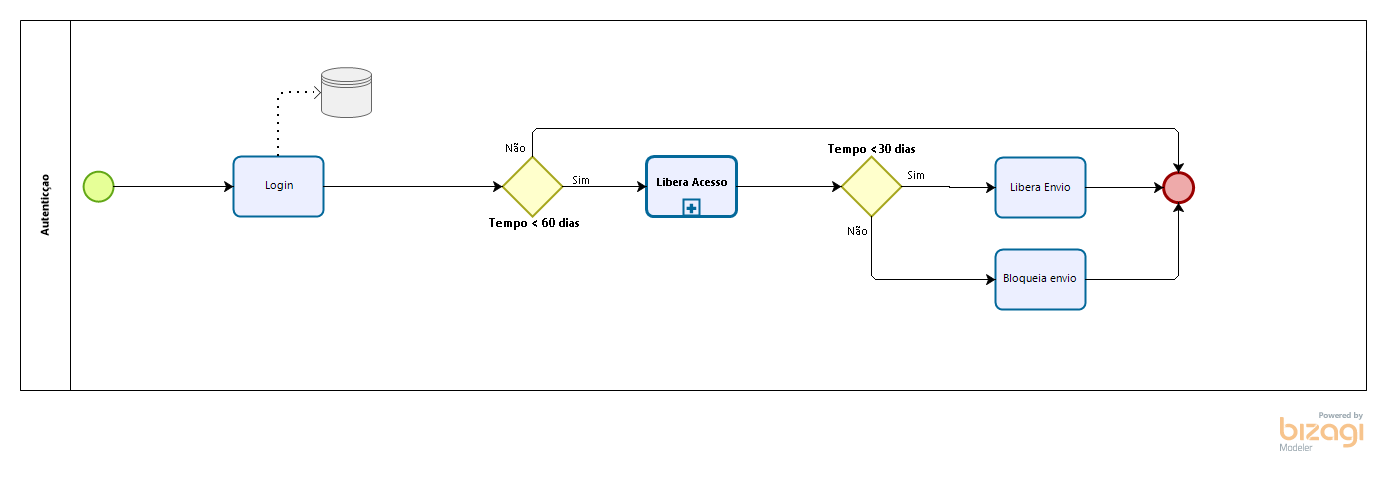 Autenticçao
Login
Não
Sim
Tempo < 60 dias
Libera Acesso
Tempo <30 dias
Sim
Não
Libera Envio
Bloqueia envio
Powered by
bizagi
Modeler